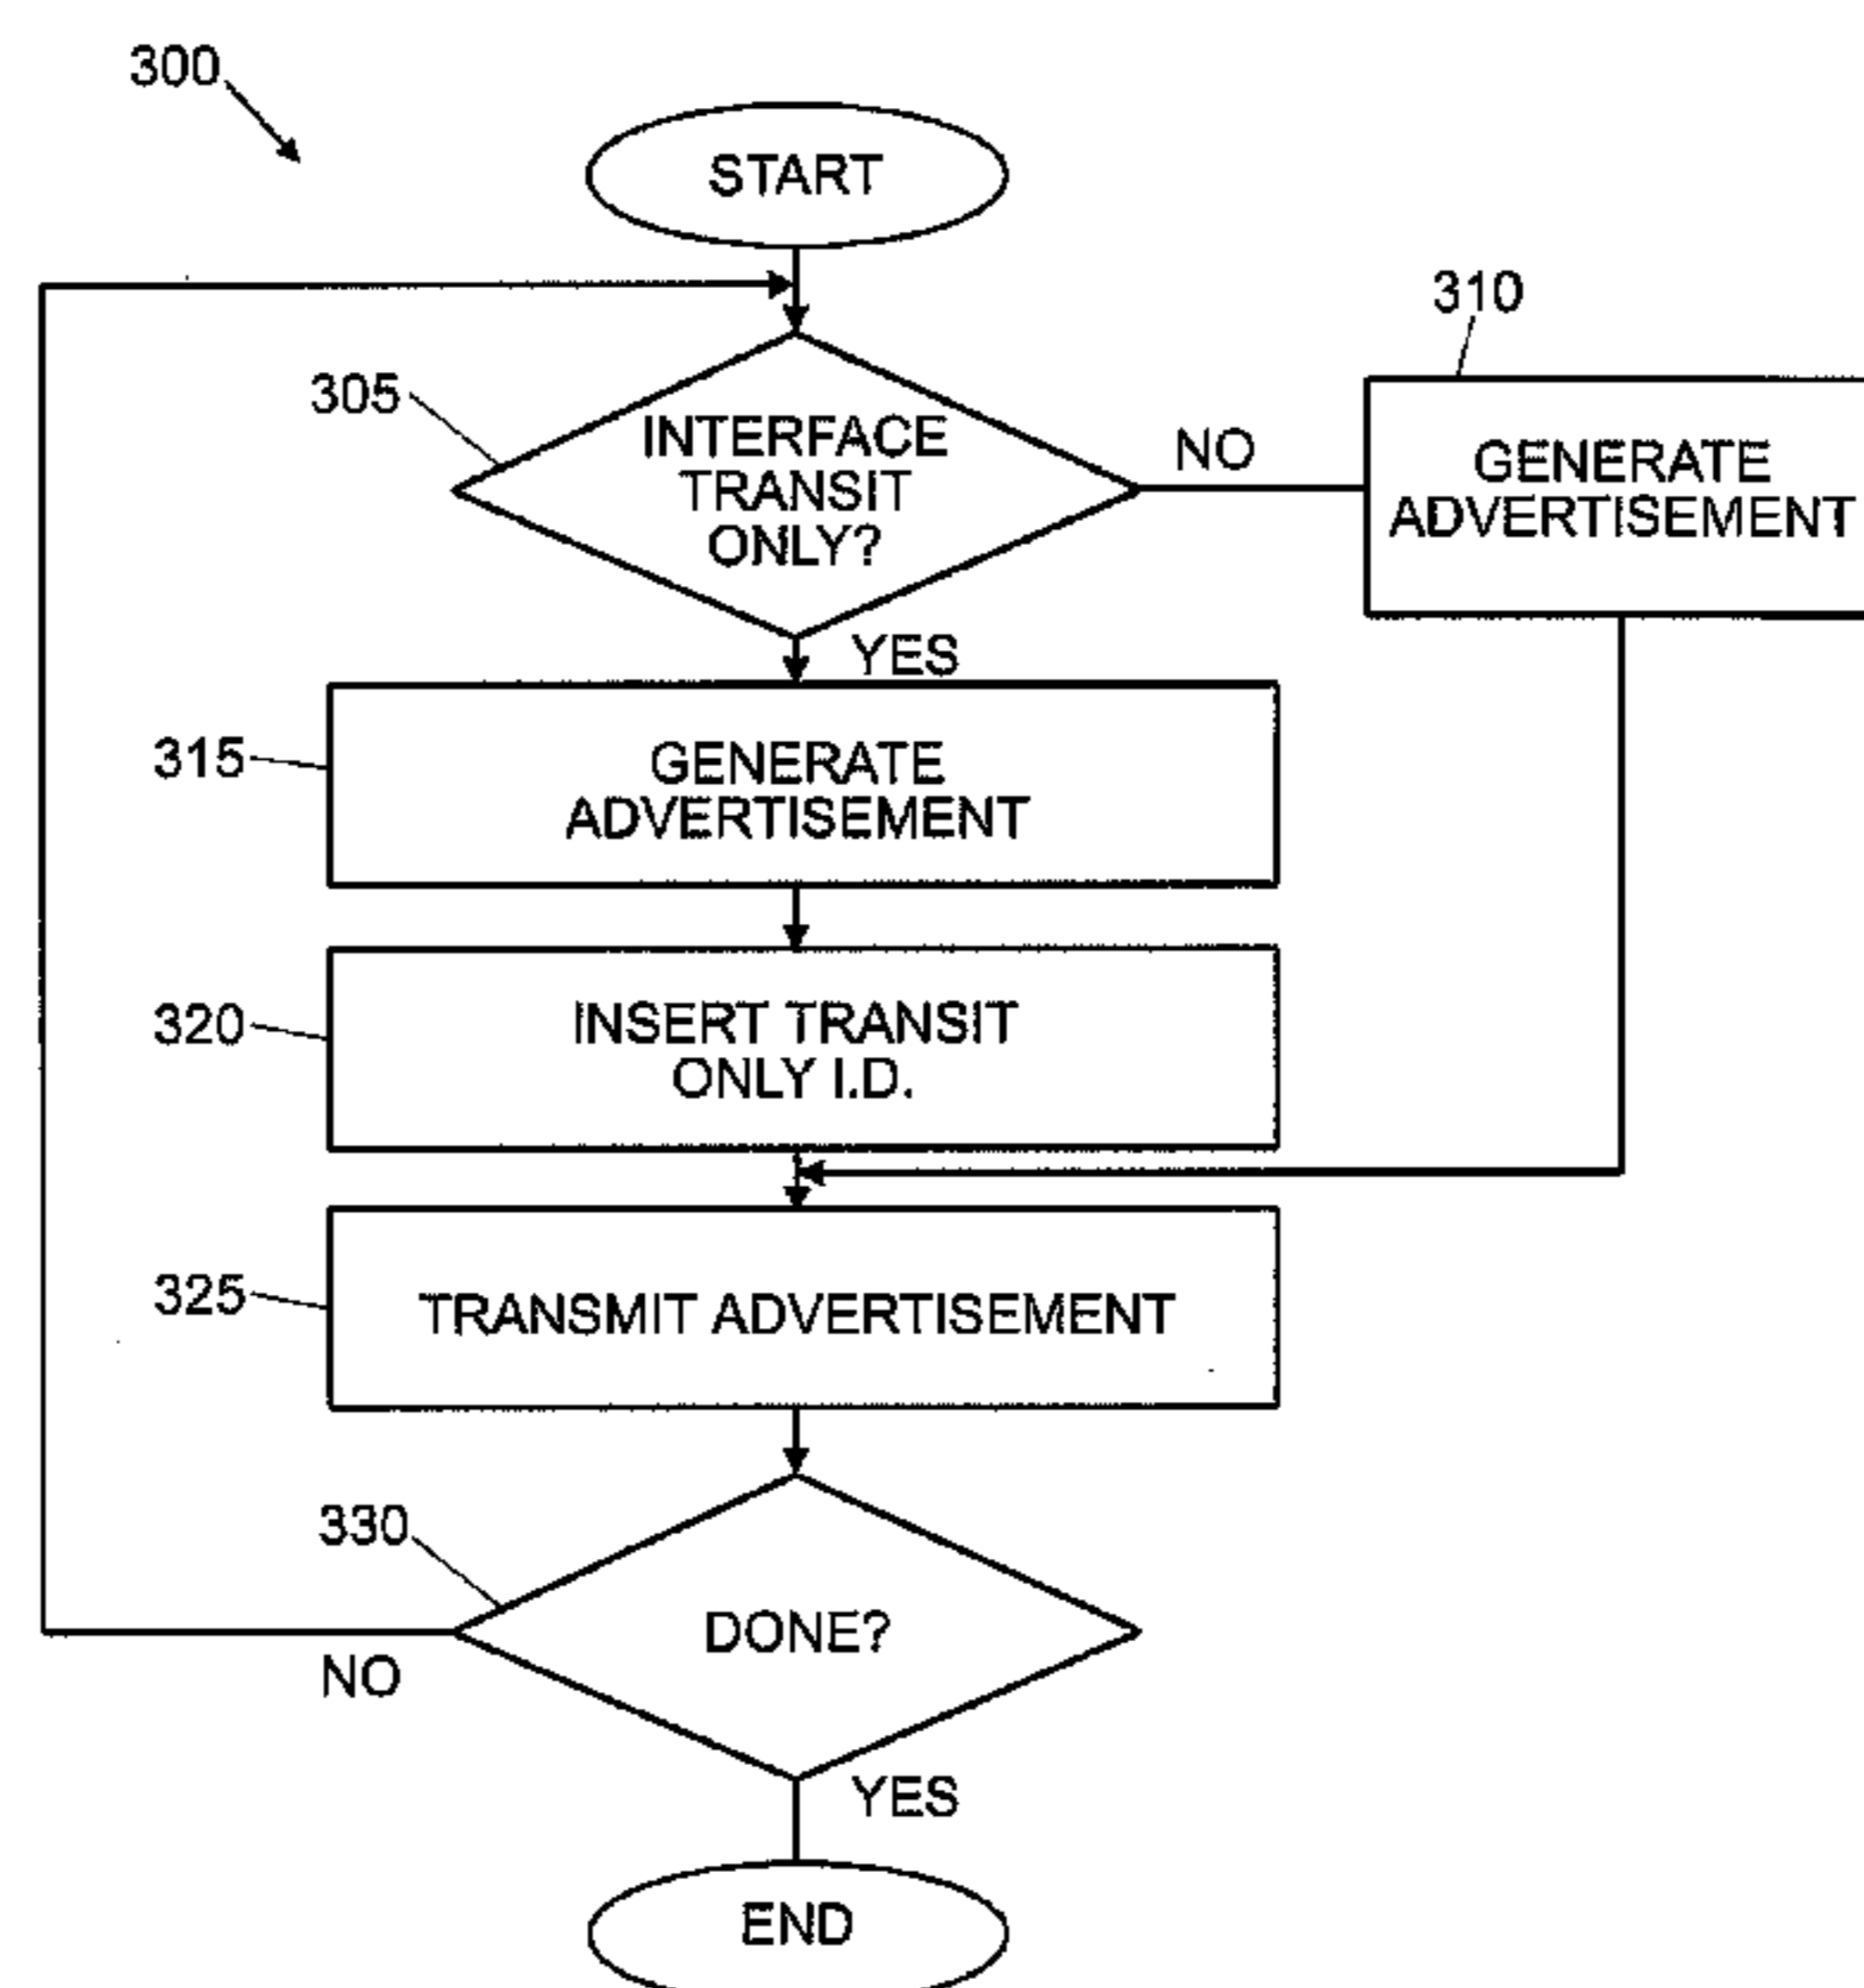 300
START
310
305
INTERFACE
TRANSIT
ONLY?
NO
GENERATE
ADVERTISEMENT
YES
315
GENERATE
ADVERTISEMENT
320
INSERT TRANSIT
ONLY I.D.
325
TRANSMIT ADVERTISEMENT
330
DONE?
NO
YES
END